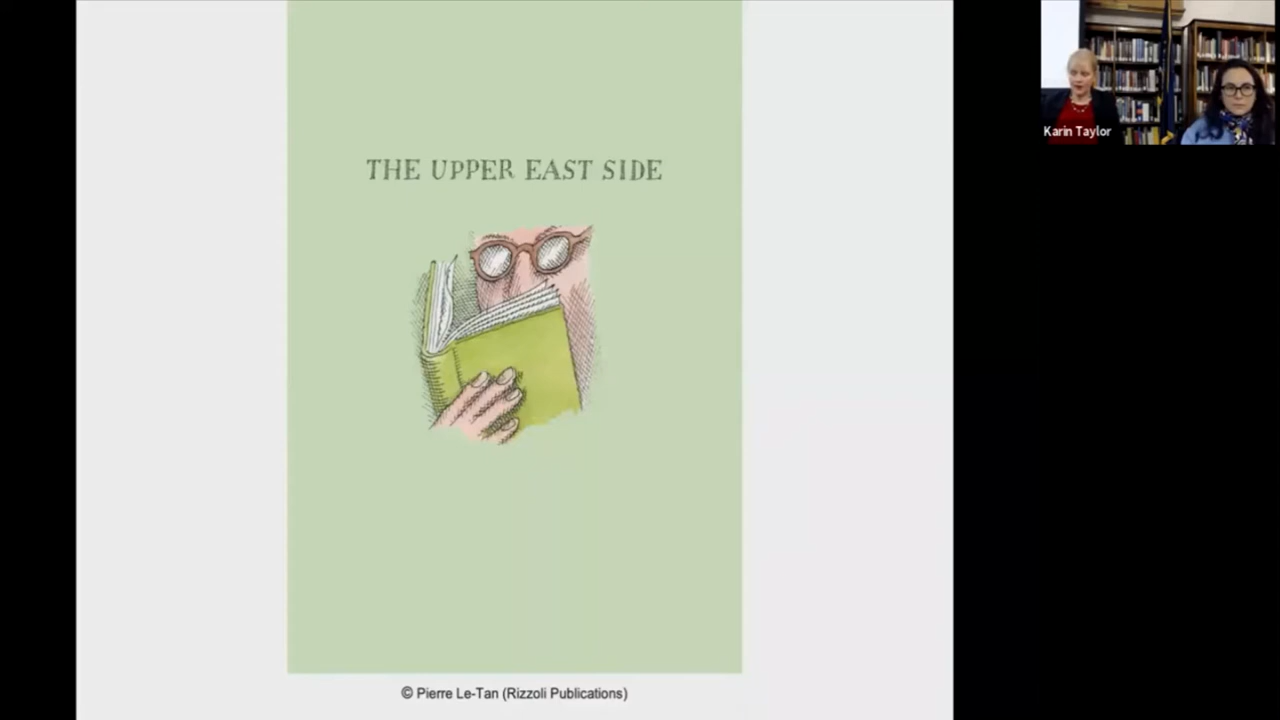 THE UPPER EAST SIDE
© Pierre Le-Tan (Rizzoli Publications)
Karin Taylor